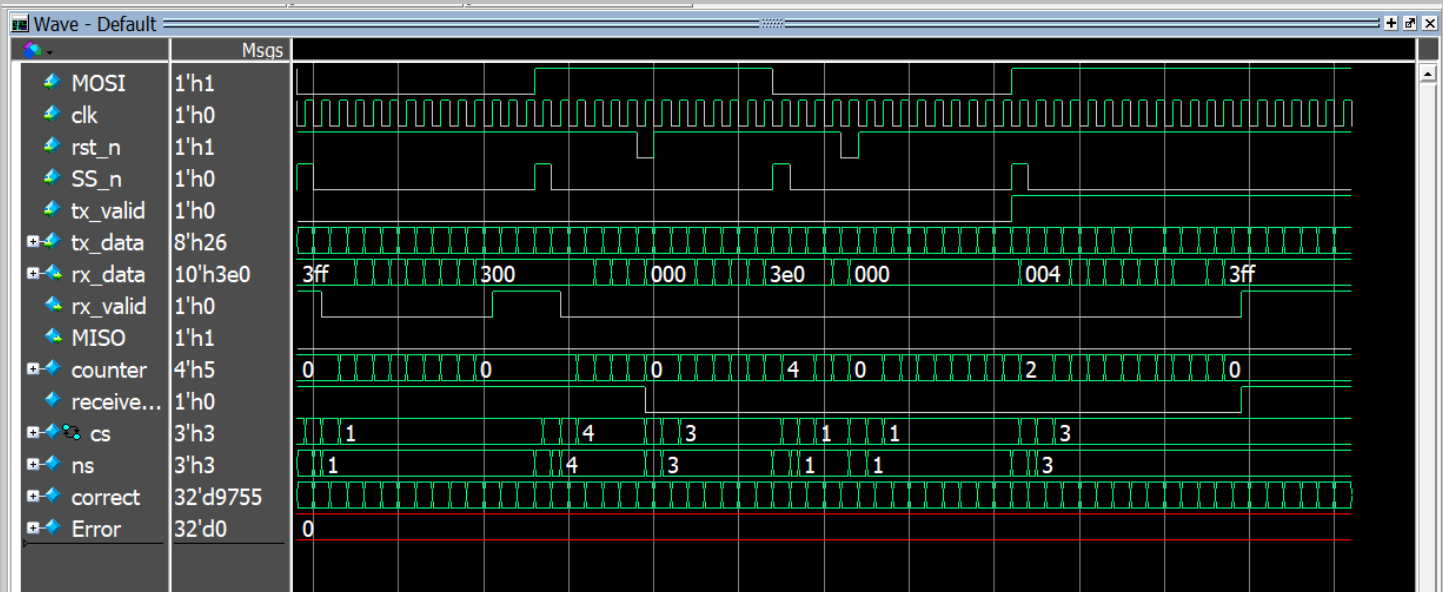 Wave - Default
Msgs
MOSI 1'h1
clk 1'h0
rst_n 1'h1
SS_n 1'h0
tx_valid 1'h0
tx_data 8'h26
rx_data 10'h3e0 3ff 300 000 3e0 000 004 3ff
rx_valid 1'h0
MISO 1'h1
counter 4'h5 0 0 0 4 0 2 0
receive... 1'h0
cs 3'h3 1 4 3 1 1 3
ns 3'h3 1 4 3 1 1 3
correct 32'd9755
Error 32'd0 0